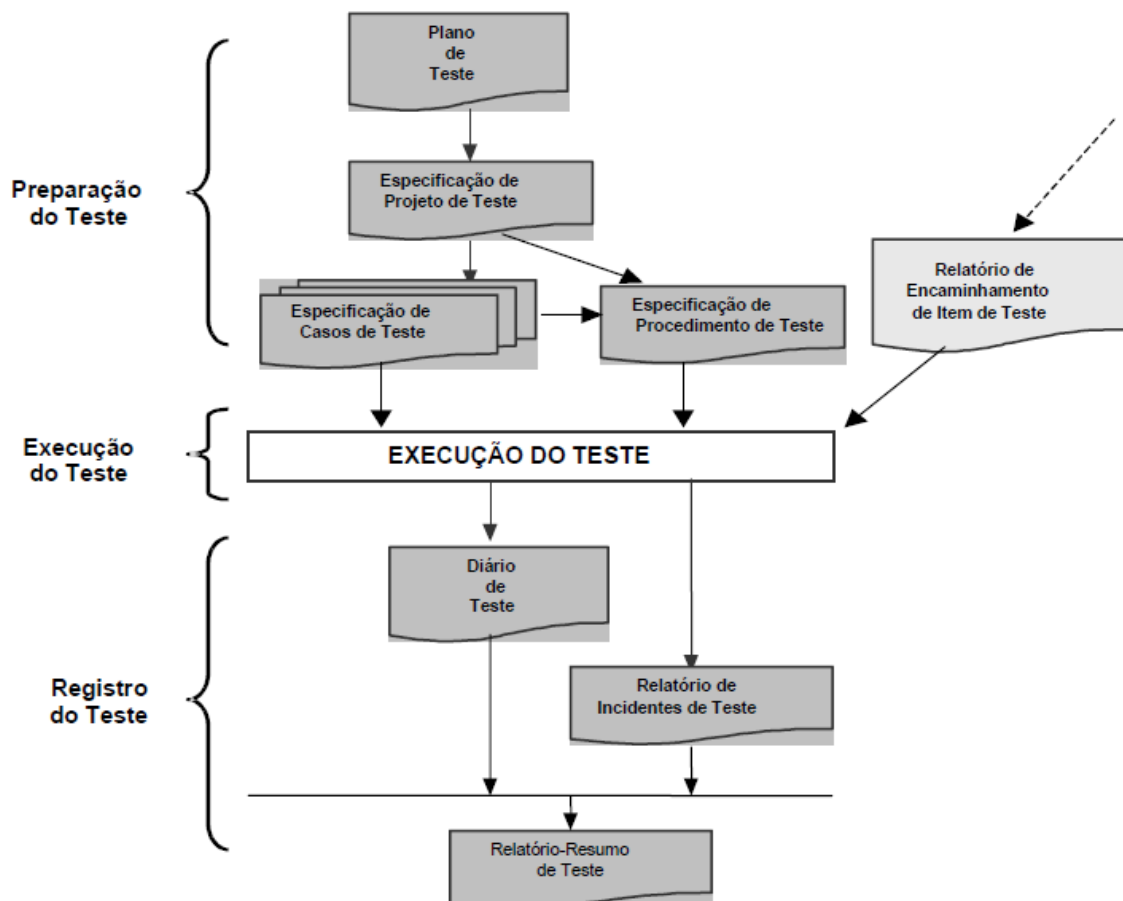 Plano
de
Teste
Preparação
do Teste
Especificação de
Projeto de Teste
Especificação de
Casos de Teste
Especificação de
Procedimento de Teste
Relatório de
Encaminhamento
de Item de Teste
Execução
do Teste
EXECUÇÃO DO TESTE
Registro
do Teste
Diário
de
Teste
Relatório de
Incidentes de Teste
Relatório-Resumo
de Teste